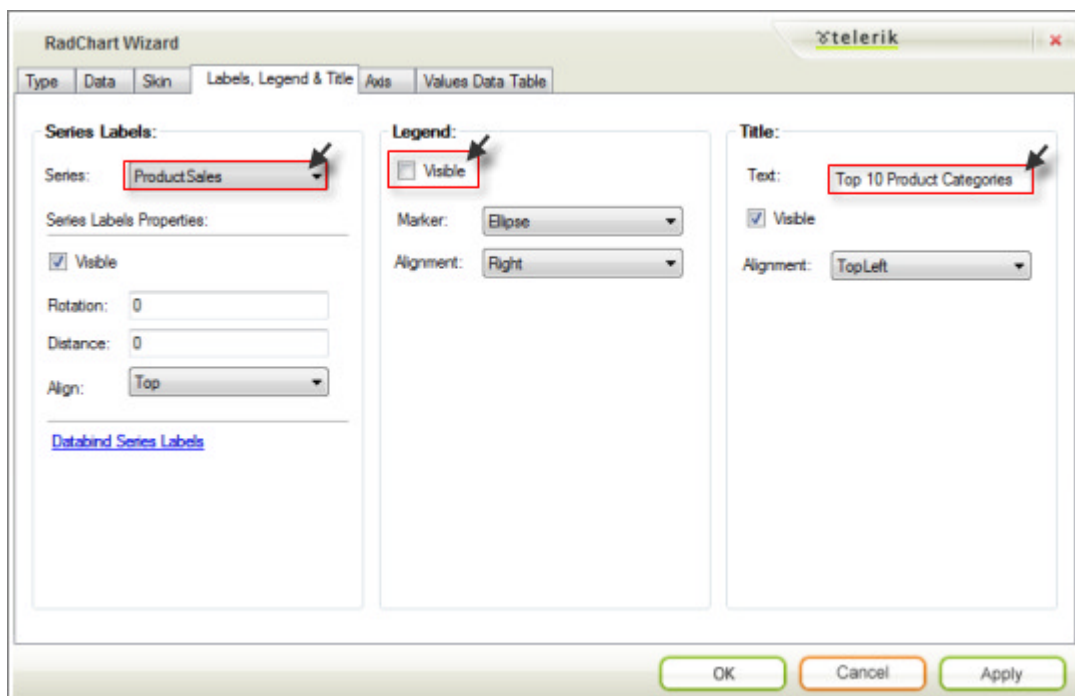 RadChart Wizard
telerik
Type Data Skin Labels, Legend & Title Axis Values Data Table
Series Labels:
Series: ProductSales
Series Labels Properties:
Visible
Rotation: 0
Distance: 0
Align: Top
Databind Series Labels
Legend:
Visible
Marker: Ellipse
Alignment: Right
Title:
Text: Top 10 Product Categories
Visible
Alignment: TopLeft
OK Cancel Apply